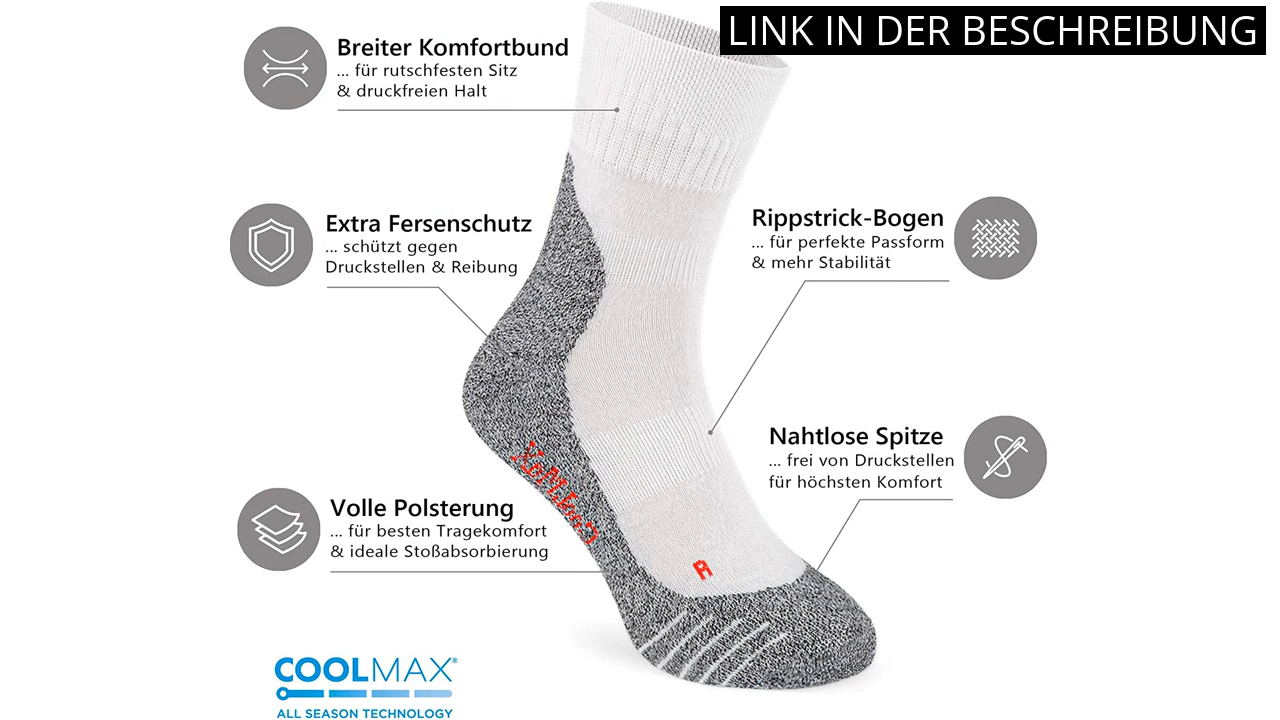 LINK IN DER BESCHREIBUNG
Breiter Komfortbund
... für rutschfesten Sitz
& druckfreien Halt
Extra Fersenschutz
... schützt gegen
Druckstellen & Reibung
Rippstrick-Bogen
... für perfekte Passform
& mehr Stabilität
Nahtlose Spitze
... frei von Druckstellen
für höchsten Komfort
Volle Polsterung
... für besten Tragekomfort
& ideale Stoßabsorbierung
R
COOLMAX®
ALL SEASON TECHNOLOGY